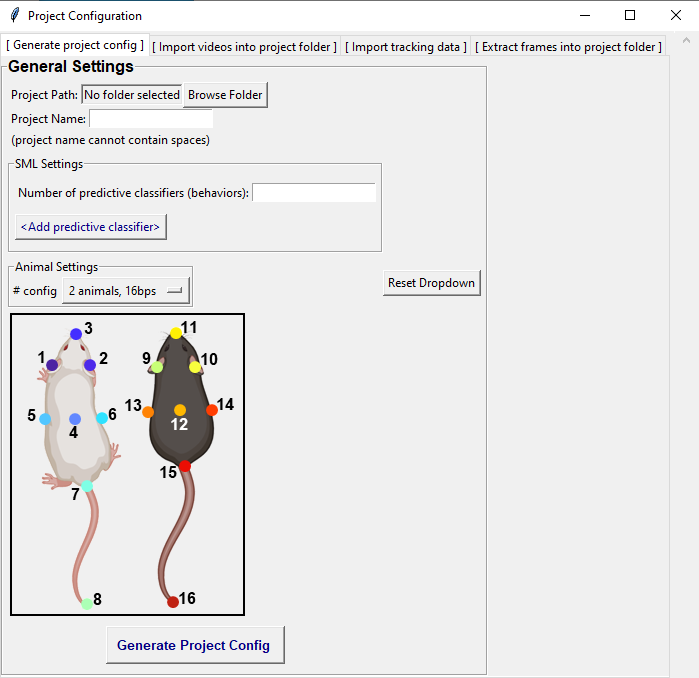 Project Configuration
[ Generate project config ] [ Import videos into project folder ] [ Import tracking data ] [ Extract frames into project folder ]
General Settings
Project Path: No folder selected Browse Folder
Project Name:
(project name cannot contain spaces)
SML Settings
Number of predictive classifiers (behaviors):
<Add predictive classifier>
Animal Settings
# config 2 animals, 16bps
Reset Dropdown
3 11
1 2 9 10
5 4 6 13 12 14
7 15
8 16
Generate Project Config